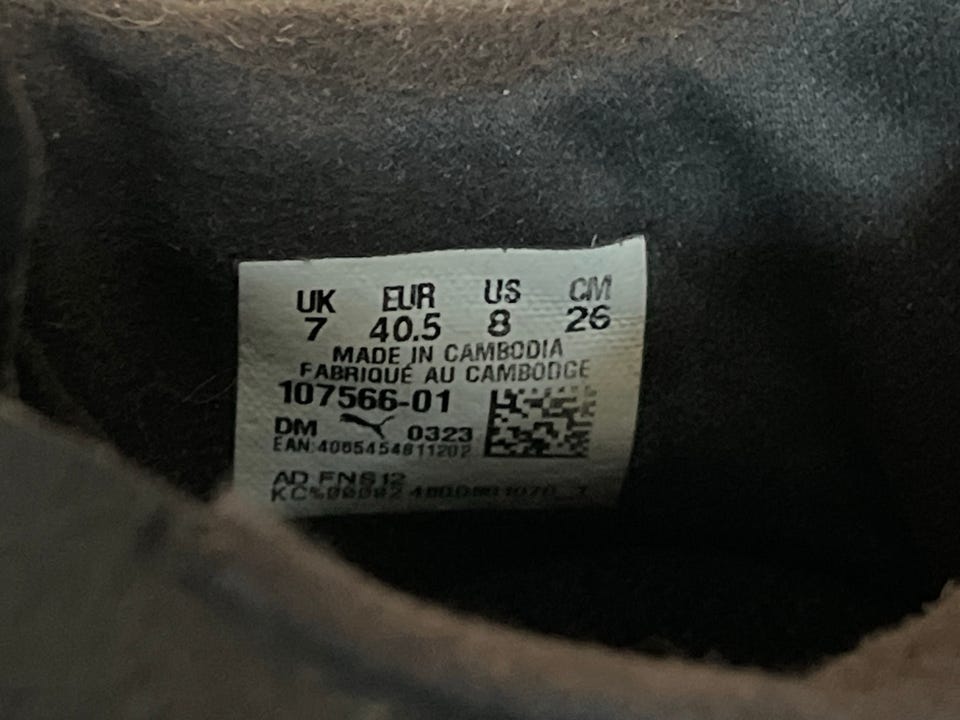 UK EUR US CM
7 40.5 8 26
MADE IN CAMBODIA
FABRIQUÉ AU CAMBODGE
107566-01
DM 0323
EAN:4065454811202
AD FNS12